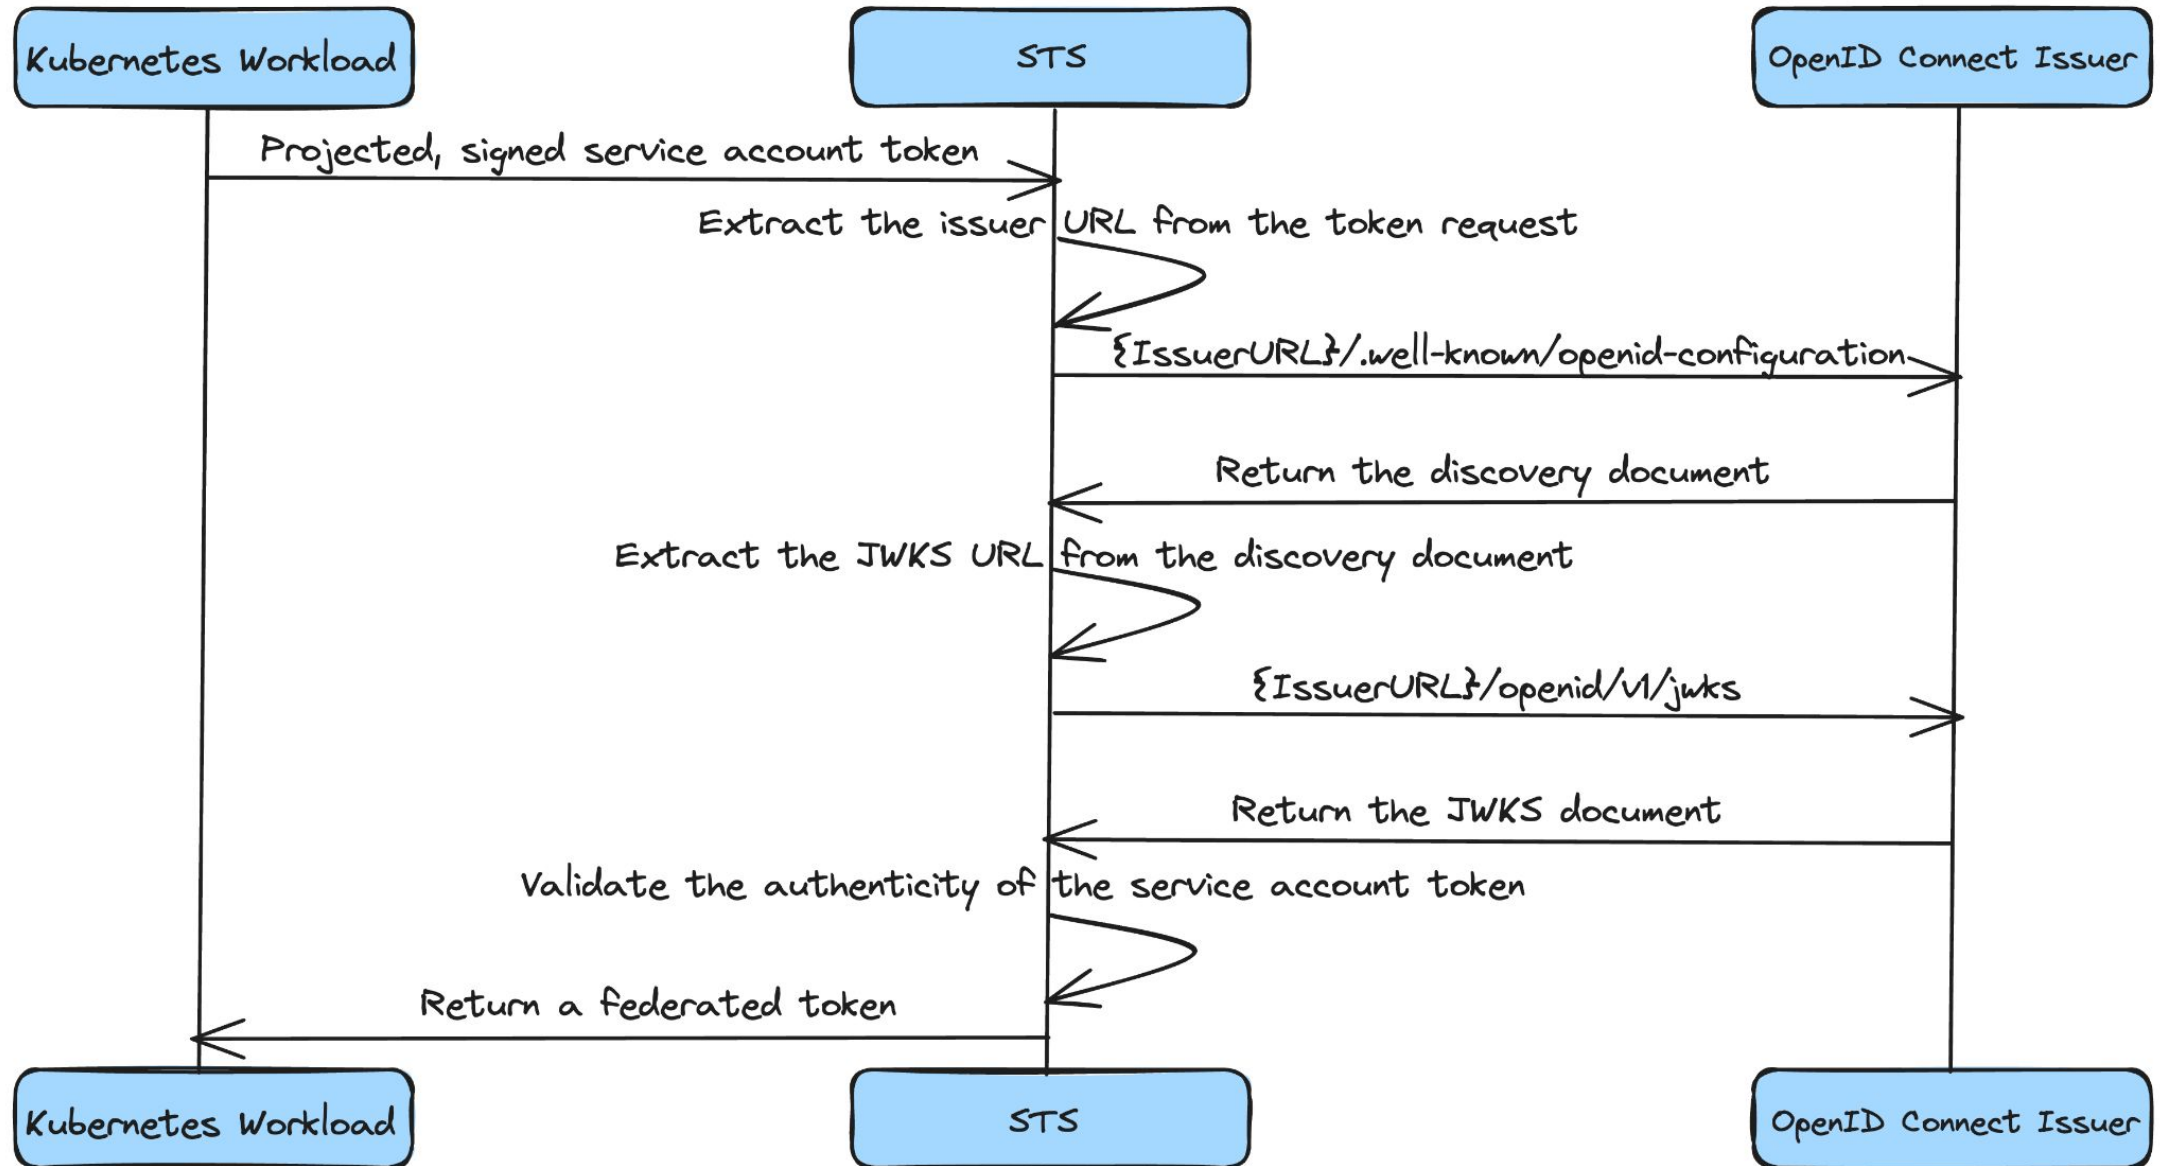 Kubernetes Workload
STS
OpenID Connect Issuer
Projected, signed service account token
Extract the issuer URL from the token request
{IssuerURL}/.well-known/openid-configuration
Return the discovery document
Extract the JWKS URL from the discovery document
{IssuerURL}/openid/v1/jwks
Return the JWKS document
Validate the authenticity of the service account token
Return a federated token
Kubernetes Workload
STS
OpenID Connect Issuer